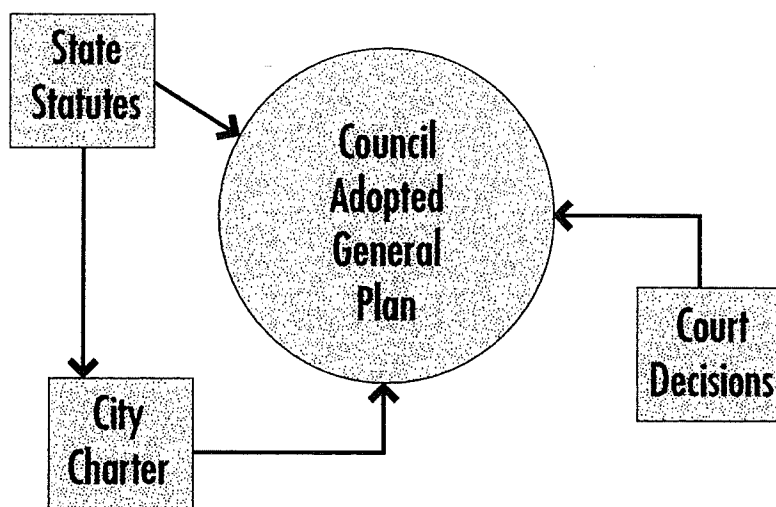 State
Statutes
Council
Adopted
General
Plan
Court
Decisions
City
Charter